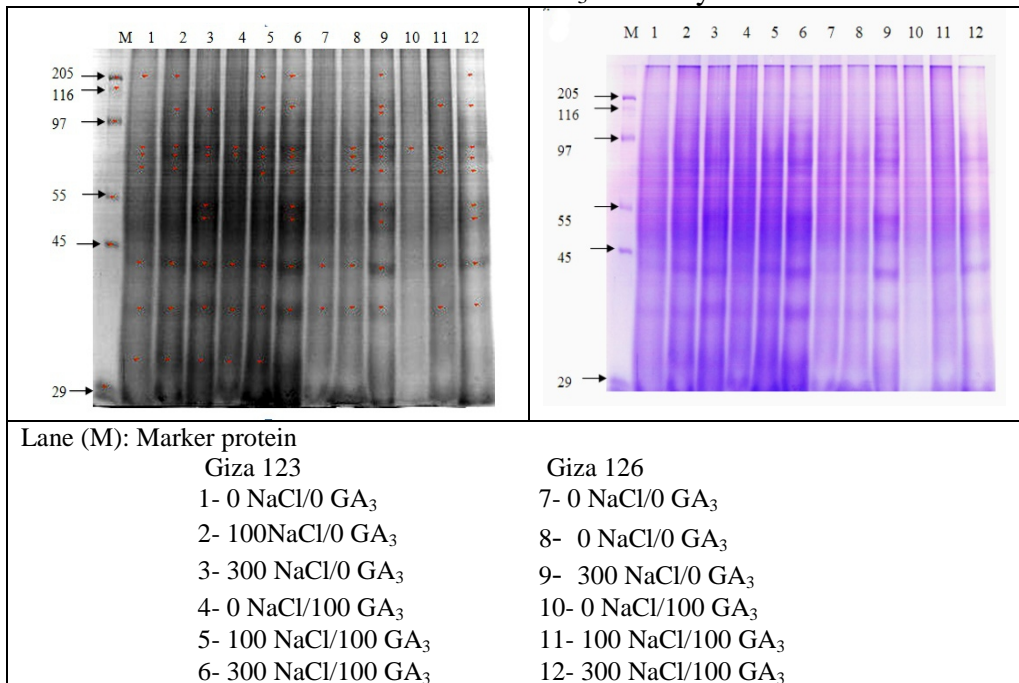 3
M 1 2 3 4 5 6 7 8 9 10 11 12
205
116
97
55
45
29
M 1 2 3 4 5 6 7 8 9 10 11 12
205
116
97
55
45
29
Lane (M): Marker protein
Giza 123
1- 0 NaCl/0 GA3
2- 100NaCl/0 GA3
3- 300 NaCl/0 GA3
4- 0 NaCl/100 GA3
5- 100 NaCl/100 GA3
6- 300 NaCl/100 GA3
Giza 126
7- 0 NaCl/0 GA3
8- 0 NaCl/0 GA3
9- 300 NaCl/0 GA3
10- 0 NaCl/100 GA3
11- 100 NaCl/100 GA3
12- 300 NaCl/100 GA3